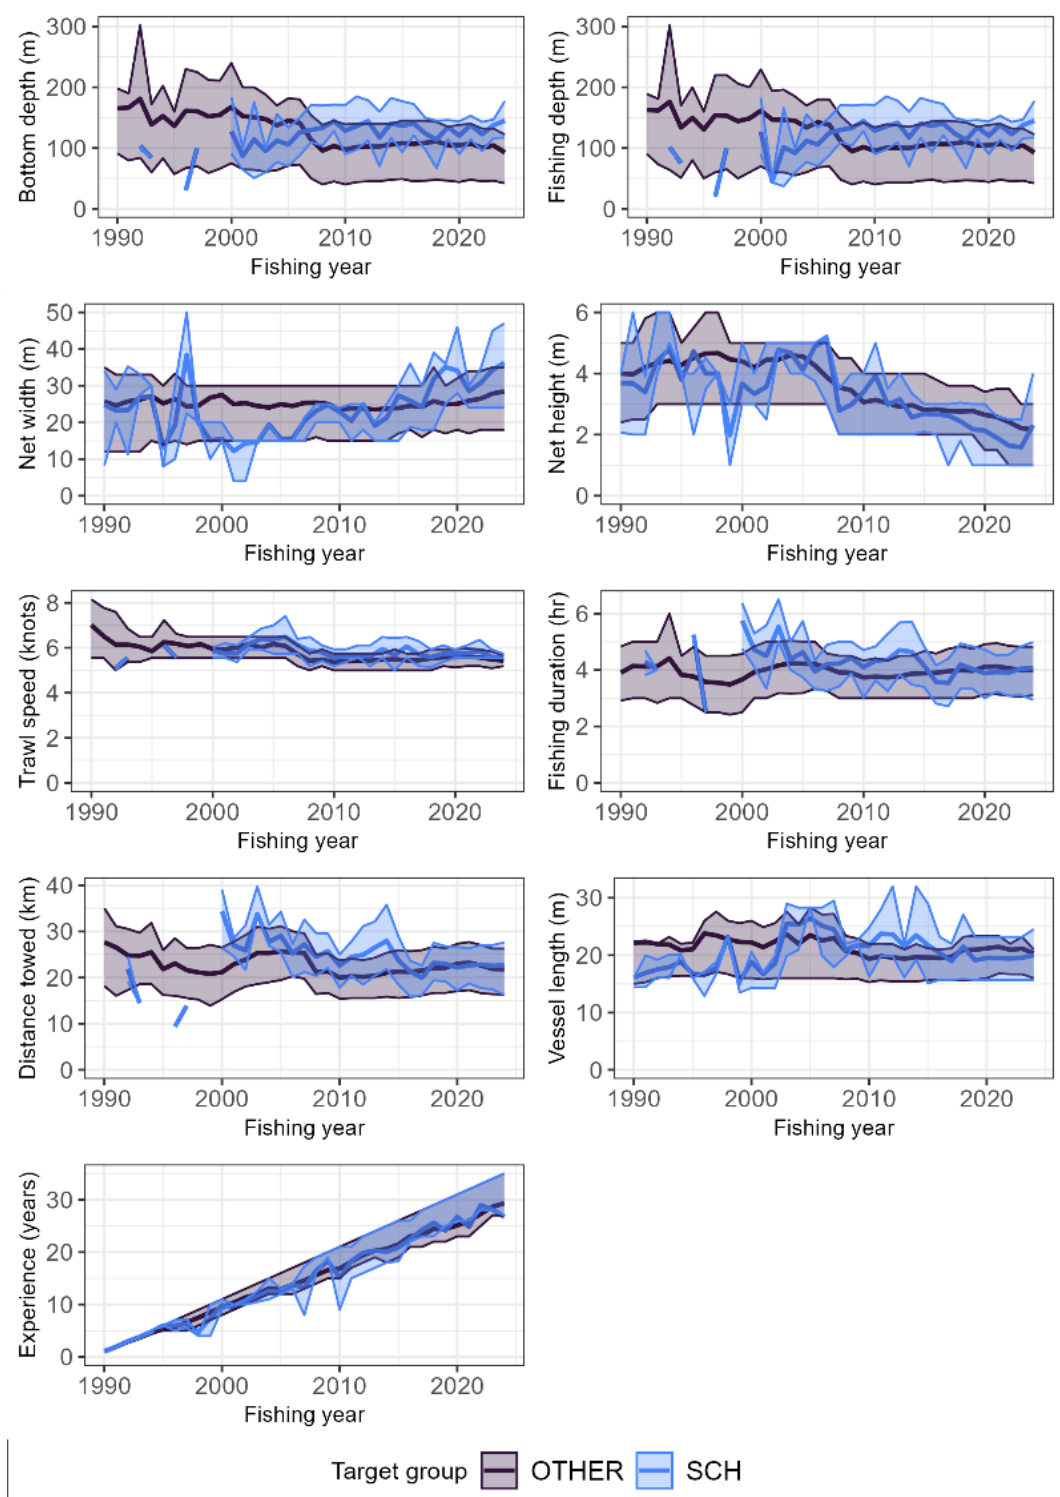 Bottom depth (m)
300
200
100
0
1990 2000 2010 2020
Fishing year
Fishing depth (m)
300
200
100
0
1990 2000 2010 2020
Fishing year
Net width (m)
50
40
30
20
10
0
1990 2000 2010 2020
Fishing year
Net height (m)
6
4
2
0
1990 2000 2010 2020
Fishing year
Trawl speed (knots)
8
6
4
2
0
1990 2000 2010 2020
Fishing year
Fishing duration (hr)
6
4
2
0
1990 2000 2010 2020
Fishing year
Distance towed (km)
40
30
20
10
0
1990 2000 2010 2020
Fishing year
Vessel length (m)
30
20
10
0
1990 2000 2010 2020
Fishing year
Experience (years)
30
20
10
0
1990 2000 2010 2020
Fishing year
Target group OTHER SCH